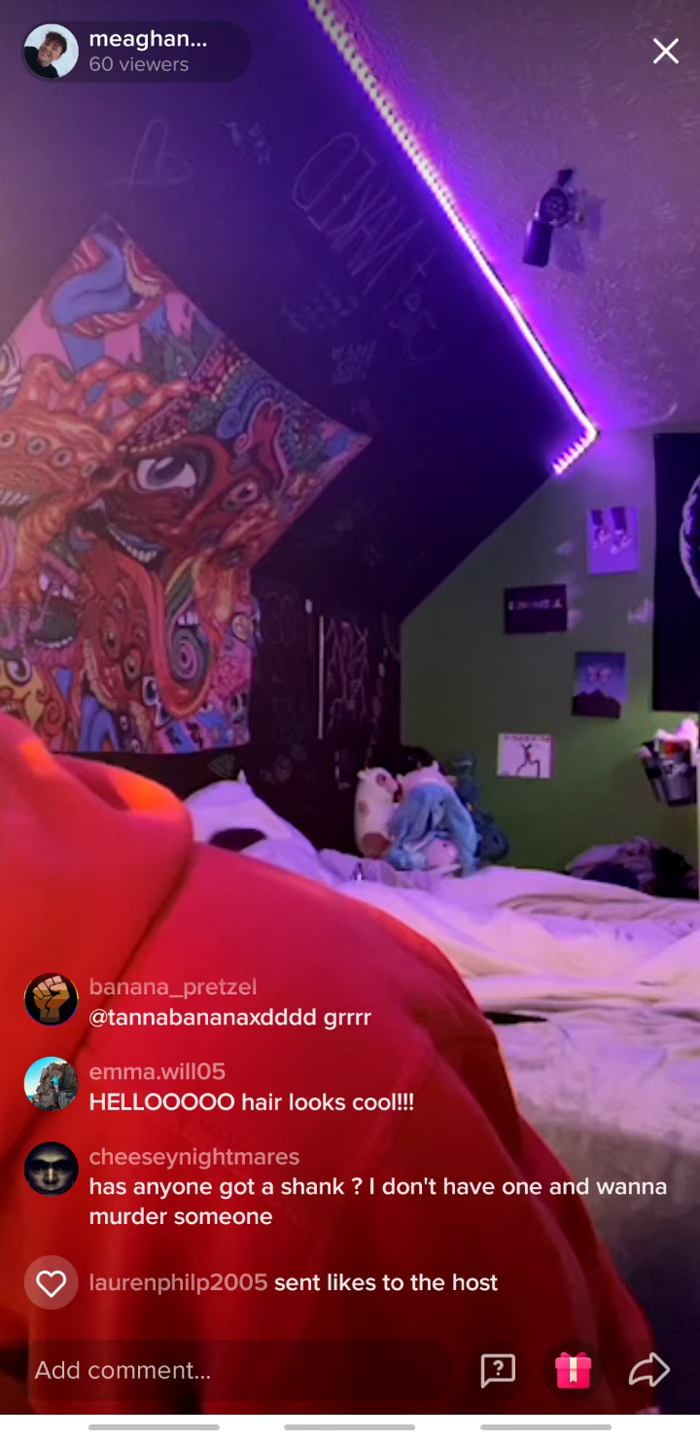 meaghan...
60 viewers
NAKED
banana_pretzel
@tannabananaxdddd grrrr
emma.will05
HELLOOOOO hair looks cool!!!
cheeseynightmares
has anyone got a shank ? I don't have one and wanna
murder someone
laurenphilp2005 sent likes to the host
Add comment...